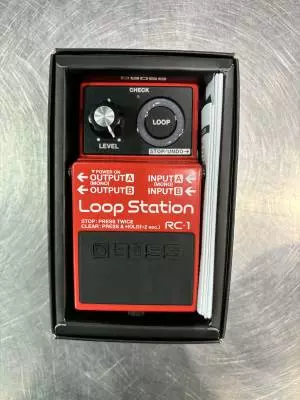 BOSS
CHECK
LOOP
LEVEL
STOP/UNDO→
▼POWER ON
←OUTPUT A
(MONO)
←OUTPUT B
INPUT A←
(MONO)
INPUT B←
Loop Station
STOP: PRESS TWICE
CLEAR: PRESS & HOLD(>2 sec.)
RC-1
BOSS